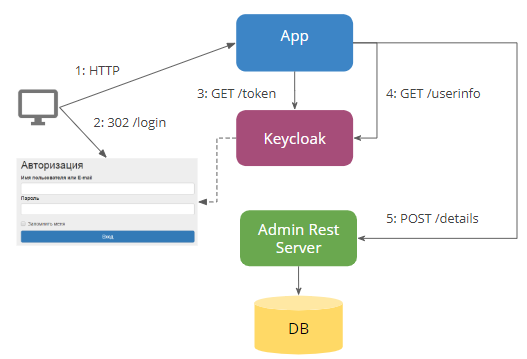 App
1: HTTP
3: GET /token
4: GET /userinfo
2: 302 /login
Keycloak
Авторизация
Имя пользователя или E-mail
Пароль
Запомнить меня
Вход
5: POST /details
Admin Rest
Server
DB